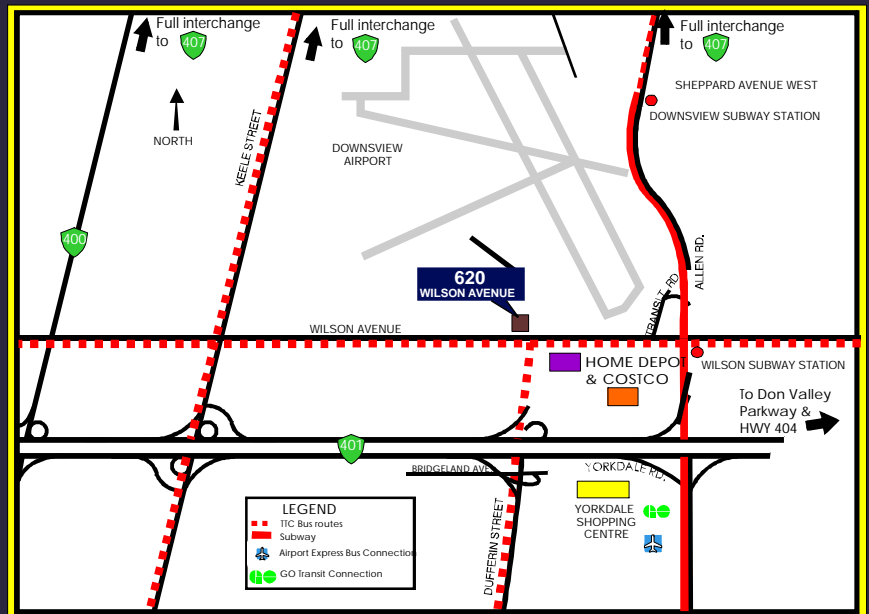 Full interchange
to 407
Full interchange
to 407
Full interchange
to 407
SHEPPARD AVENUE WEST
DOWNSVIEW SUBWAY STATION
NORTH
KEELE STREET
DOWNSVIEW
AIRPORT
400
ALLEN RD.
TRANSIT RD
620
WILSON AVENUE
WILSON AVENUE
HOME DEPOT
& COSTCO
WILSON SUBWAY STATION
To Don Valley
Parkway &
HWY 404
401
BRIDGELAND AVE
YORKDALE RD.
YORKDALE
SHOPPING
CENTRE
DUFFERIN STREET
LEGEND
TTC Bus routes
Subway
Airport Express Bus Connection
GO Transit Connection